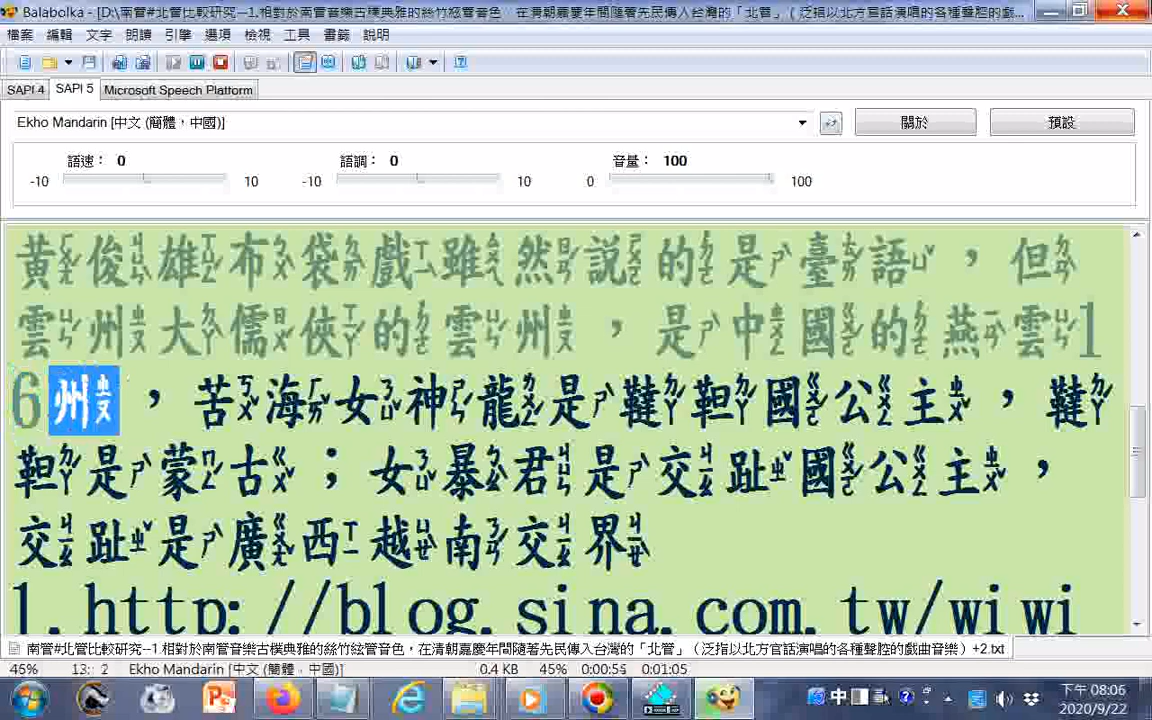 Balabolka - [D:\南管#北管比較研究--1.相對於南管音樂古樸典雅的絲竹絃管音色，在清朝嘉慶年間隨著先民傳入台灣的「北管」（泛指以北方官話演唱的各種聲腔的戲...
檔案 編輯 文字 朗讀 引擎 選項 檢視 工具 書籤 說明
SAPI 4 SAPI 5 Microsoft Speech Platform
Ekho Mandarin [中文 (簡體，中國)] 關於 預設
語速： 0 語調： 0 音量： 100
-10 10 -10 10 0 100
黃俊雄布袋戲雖然說的是臺語，但
雲州大儒俠的雲州，是中國的燕雲1
6州，苦海女神龍是韃靼國公主，韃
靼是蒙古；女暴君是交趾國公主，
交趾是廣西越南交界
1.http://blog.sina.com.tw/wiwi
南管#北管比較研究--1.相對於南管音樂古樸典雅的絲竹絃管音色，在清朝嘉慶年間隨著先民傳入台灣的「北管」（泛指以北方官話演唱的各種聲腔的戲曲音樂）+2.txt
45% 13: 2 Ekho Mandarin [中文 (簡體，中國)] 0.4 KB 45% 0:00:55 0:01:05
中 下午 08:06
2020/9/22